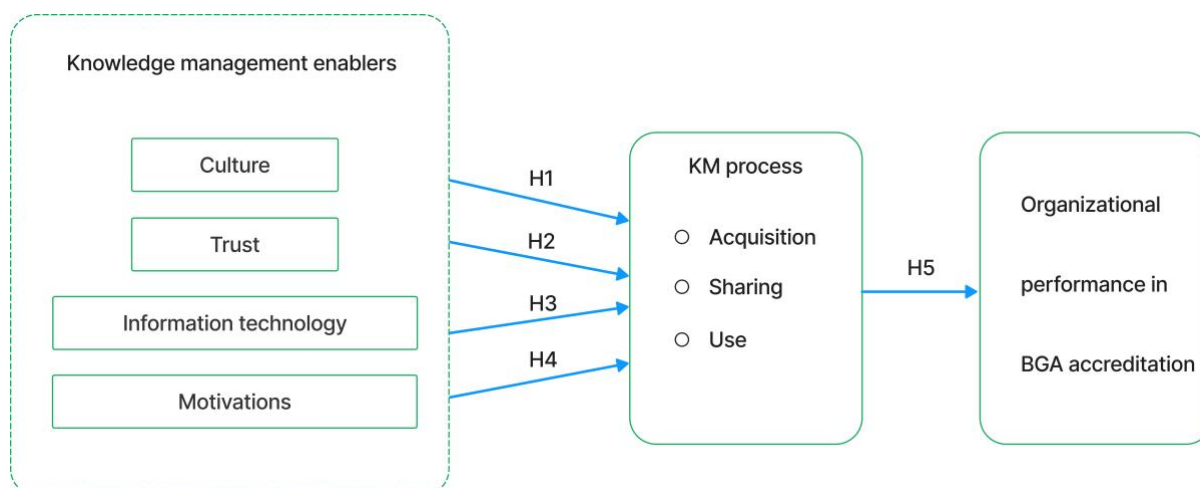 Knowledge management enablers
Culture
Trust
Information technology
Motivations
H1
H2
H3
H4
KM process
Acquisition
Sharing
Use
H5
Organizational
performance in
BGA accreditation